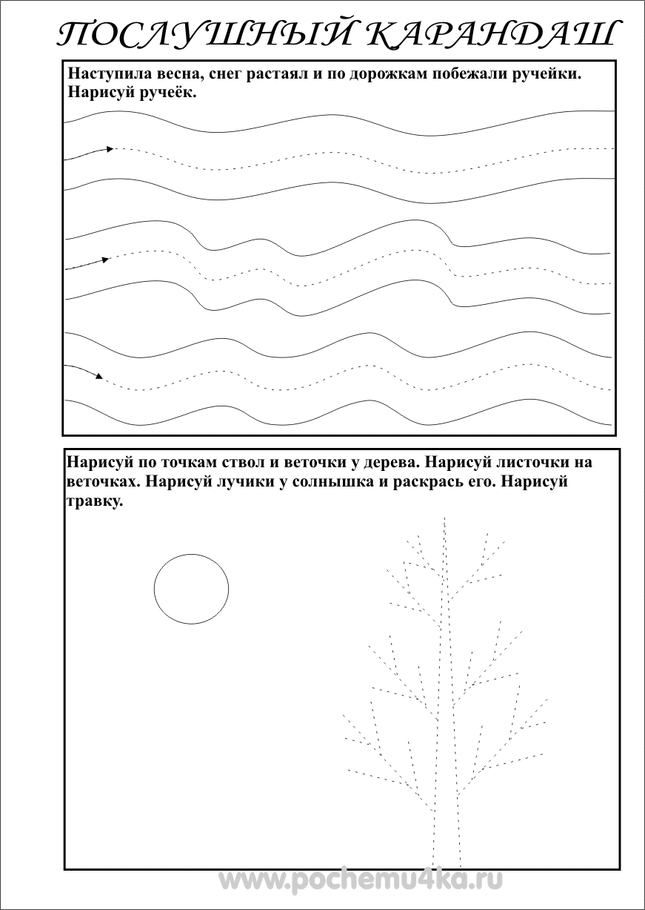 ПОСЛУШНЫЙ КАРАНДАШ
Наступила весна, снег растаял и по дорожкам побежали ручейки.
Нарисуй ручеёк.
Нарисуй по точкам ствол и веточки у дерева. Нарисуй листочки на
веточках. Нарисуй лучики у солнышка и раскрась его. Нарисуй
травку.
www.pochemu4ka.ru